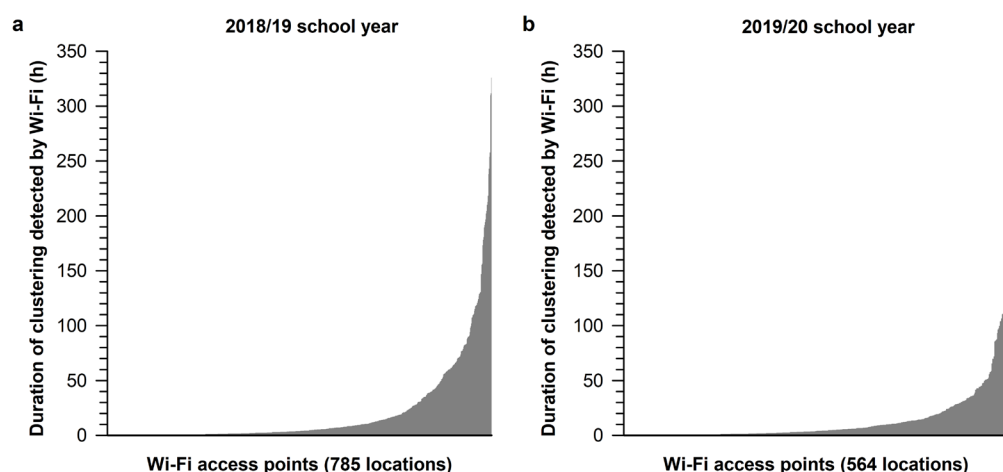 a
2018/19 school year
Duration of clustering detected by Wi-Fi (h)
350
300
250
200
150
100
50
0
Wi-Fi access points (785 locations)
b
2019/20 school year
Duration of clustering detected by Wi-Fi (h)
350
300
250
200
150
100
50
0
Wi-Fi access points (564 locations)